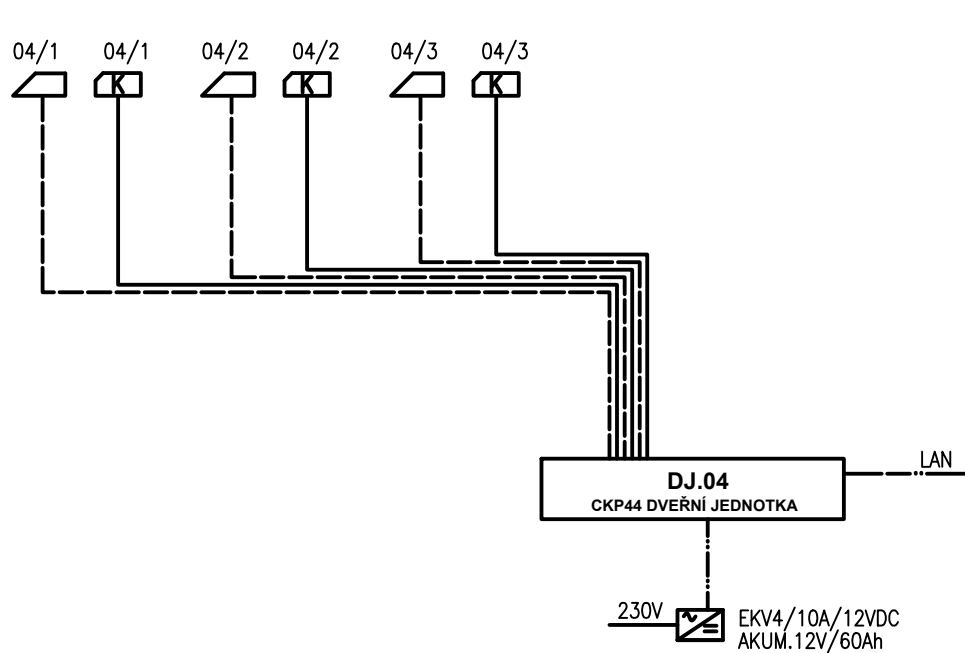 04/1 04/1 04/2 04/2 04/3 04/3
K K K
LAN
DJ.04
CKP44 DVEŘNÍ JEDNOTKA
230V
EKV4/10A/12VDC
AKUM.12V/60Ah